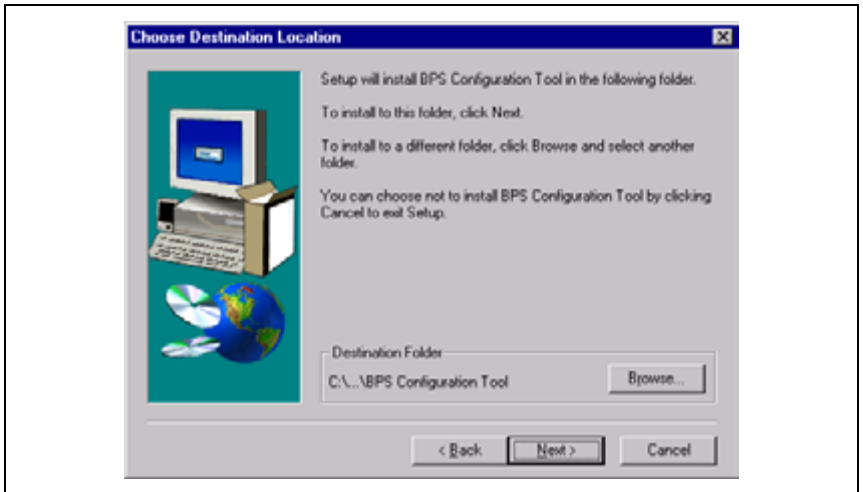 Choose Destination Location
Setup will install BPS Configuration Tool in the following folder.
To install to this folder, click Next.
To install to a different folder, click Browse and select another
folder.
You can choose not to install BPS Configuration Tool by clicking
Cancel to exit Setup.
Destination Folder
C:\...\BPS Configuration Tool
Browse...
< Back
Next >
Cancel